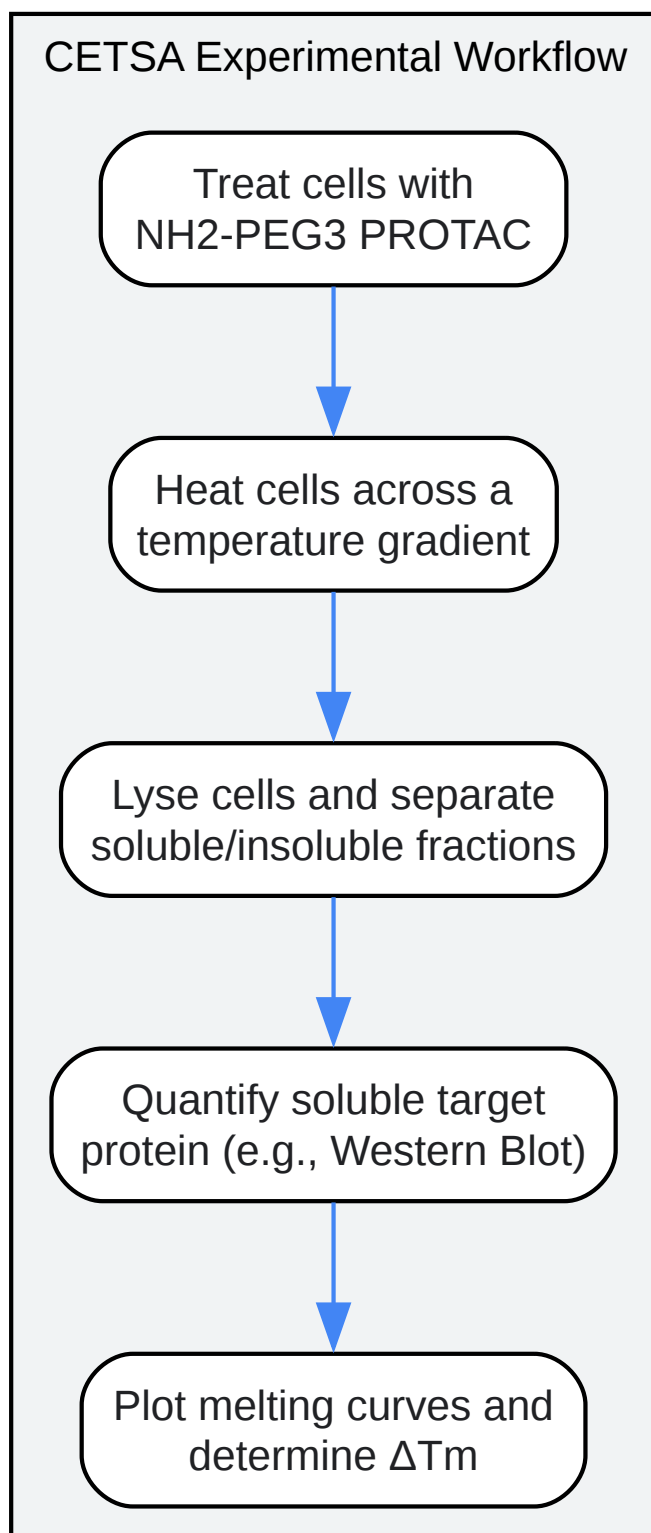 CETSA Experimental Workflow
Treat cells with
NH2-PEG3 PROTAC
Heat cells across a
temperature gradient
Lyse cells and separate
soluble/insoluble fractions
Quantify soluble target
protein (e.g., Western Blot)
Plot melting curves and
determine ΔTm